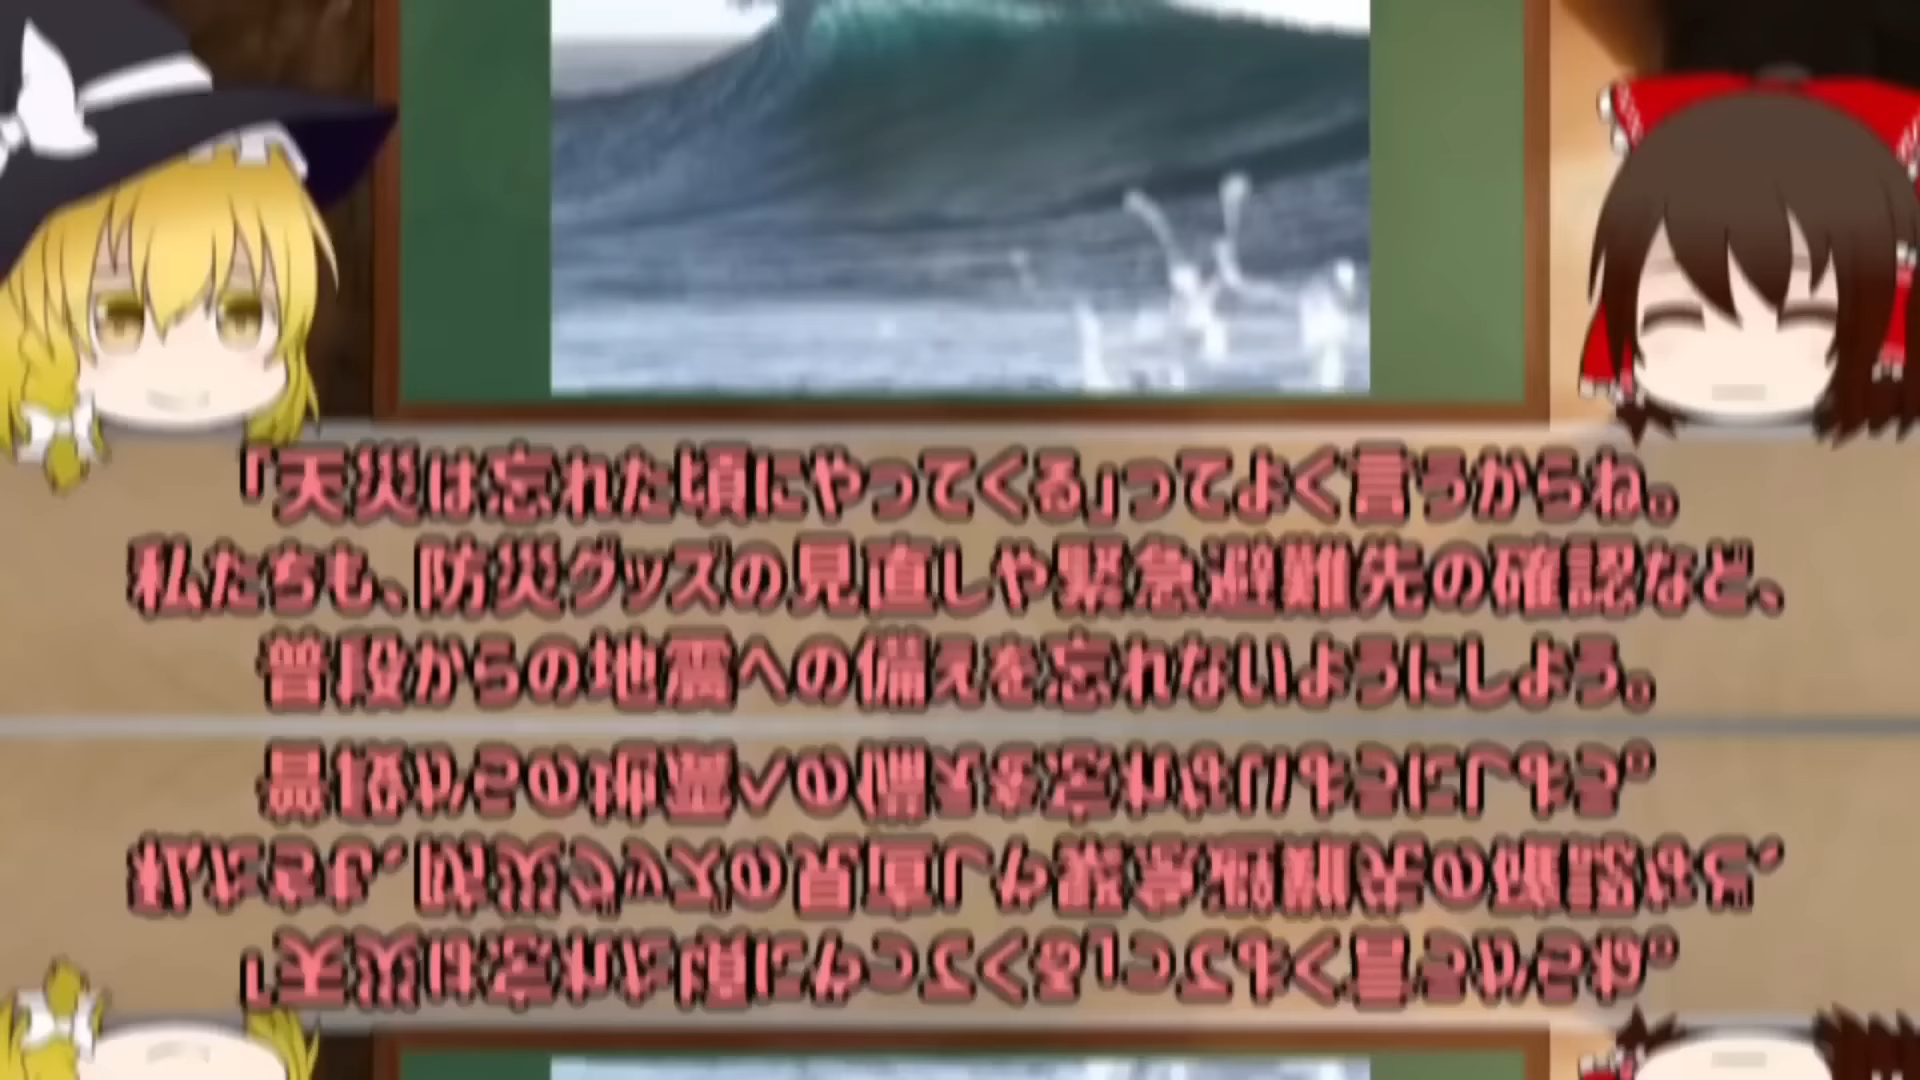 「天災は忘れた頃にやってくる」ってよく言うからね。
私たちも、防災グッズの見直しや緊急避難先の確認など、
普段からの地震への備えを忘れないようにしよう。